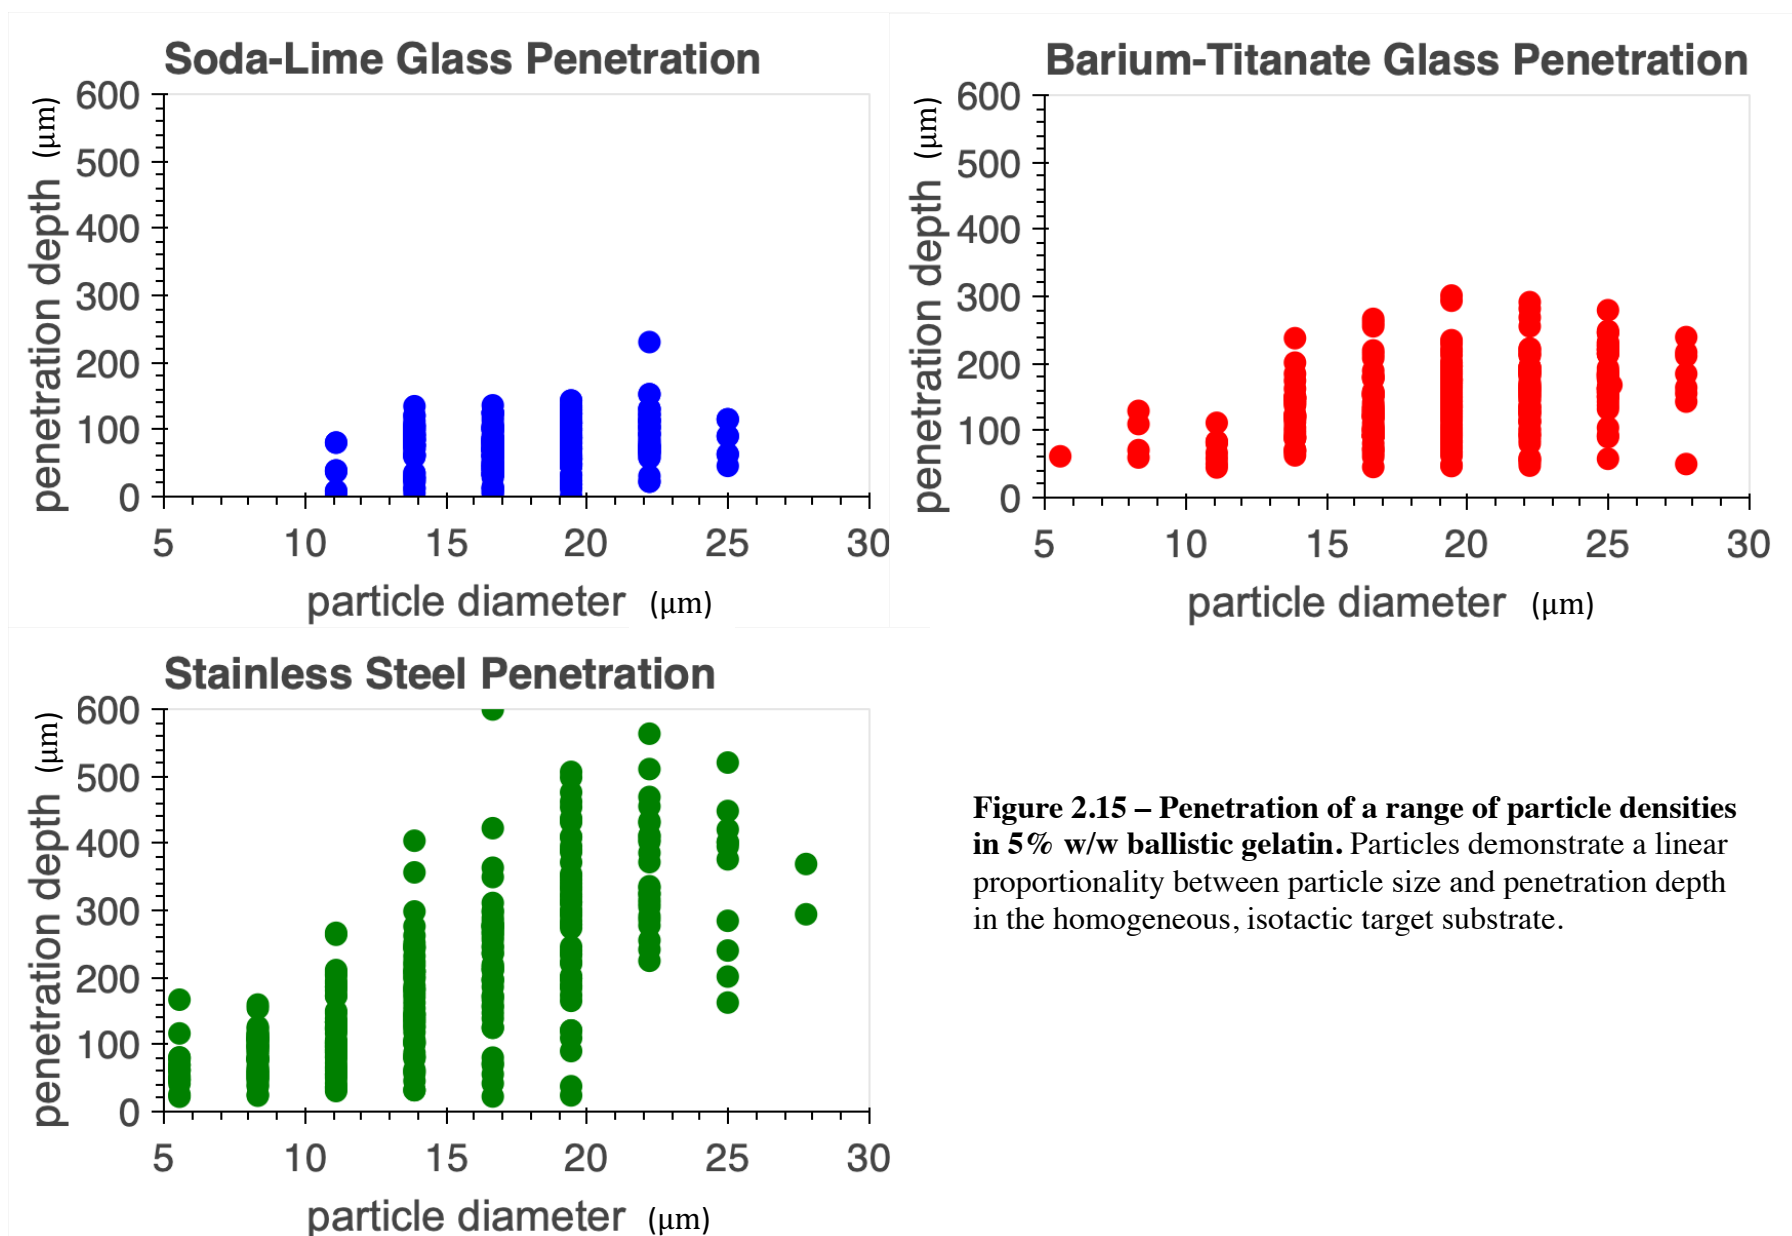 Soda-Lime Glass Penetration
600
500
400
300
200
100
0
penetration depth (μm)
5 10 15 20 25 30
particle diameter (μm)
Barium-Titanate Glass Penetration
600
500
400
300
200
100
0
penetration depth (μm)
5 10 15 20 25 30
particle diameter (μm)
Stainless Steel Penetration
600
500
400
300
200
100
0
penetration depth (μm)
5 10 15 20 25 30
particle diameter (μm)
Figure 2.15 – Penetration of a range of particle densities
in 5% w/w ballistic gelatin. Particles demonstrate a linear
proportionality between particle size and penetration depth
in the homogeneous, isotactic target substrate.